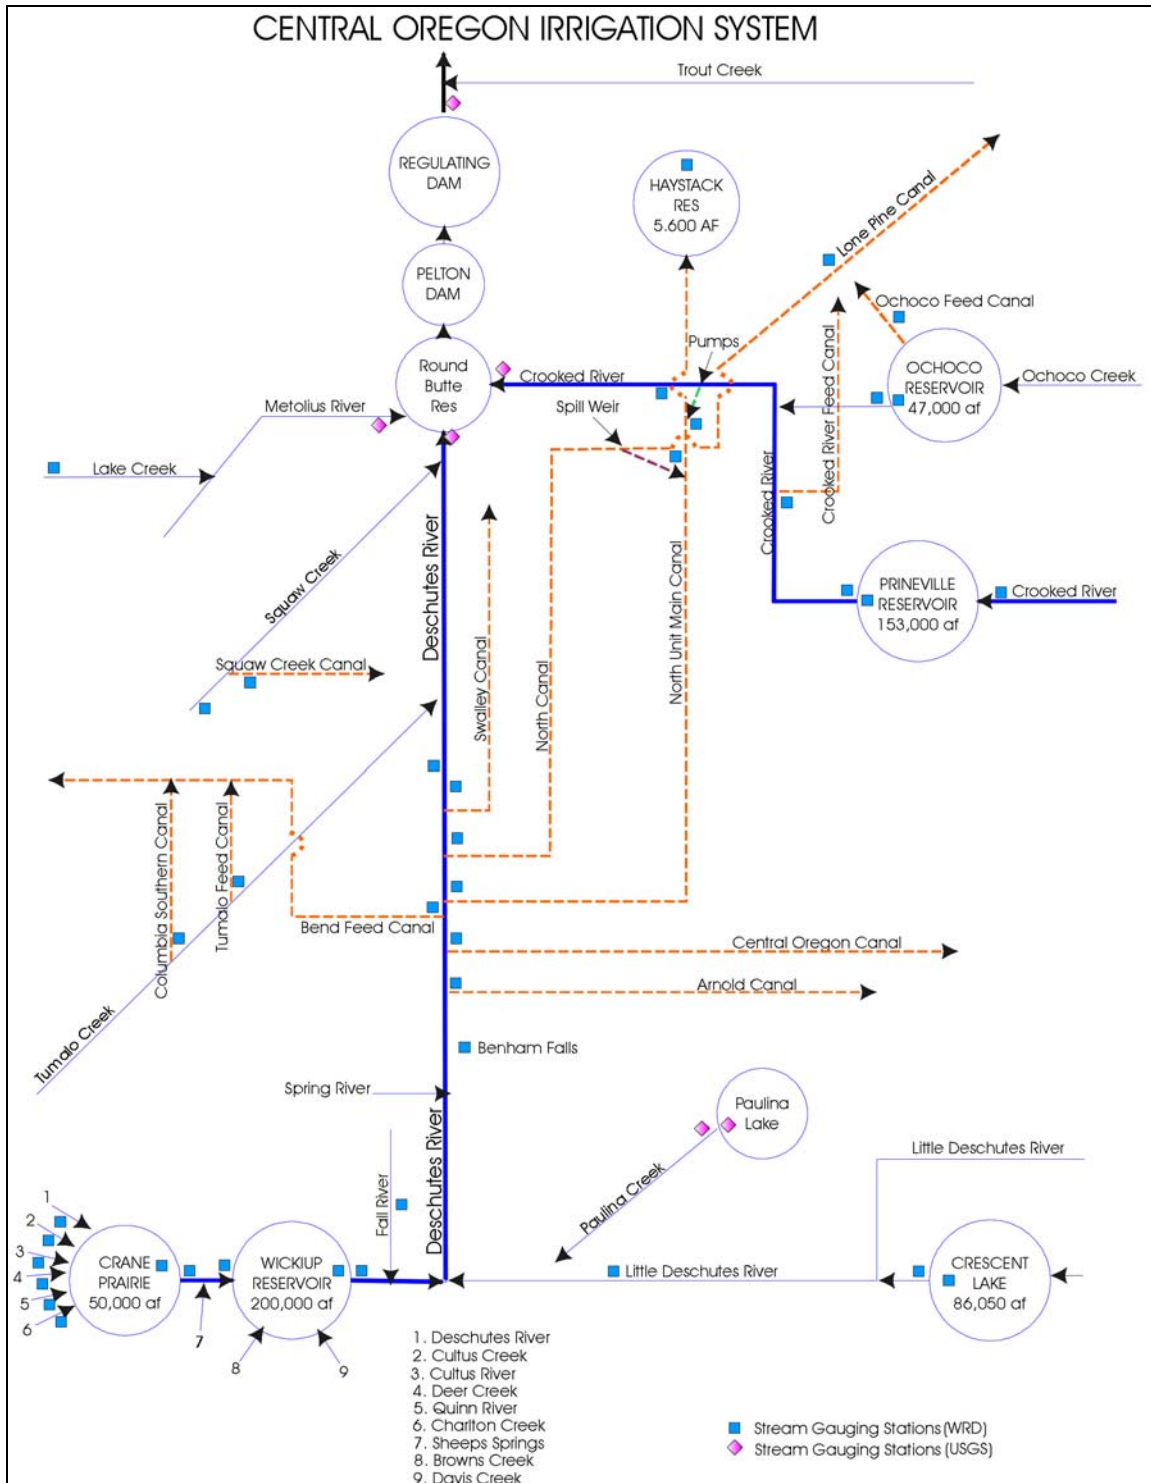 CENTRAL OREGON IRRIGATION SYSTEM
Trout Creek
REGULATING
DAM
HAYSTACK
RES
5.600 AF
Lone Pine Canal
PELTON
DAM
Ochoco Feed Canal
Pumps
Round
Butte
Res
Crooked River
OCHOCO
RESERVOIR
47,000 af
Ochoco Creek
Metolius River
Spill Weir
Crooked River Feed Canal
Lake Creek
Crooked River
Deschutes River
Squaw Creek
PRINEVILLE
RESERVOIR
153,000 af
Crooked River
Squaw Creek Canal
Swalley Canal
North Canal
North Unit Main Canal
Columbia Southern Canal
Tumalo Feed Canal
Bend Feed Canal
Central Oregon Canal
Arnold Canal
Tumalo Creek
Benham Falls
Spring River
Paulina
Lake
Deschutes River
Fall River
Paulina Creek
Little Deschutes River
1
2
3
4
5
6
CRANE
PRAIRIE
50,000 af
7
WICKIUP
RESERVOIR
200,000 af
8
9
Little Deschutes River
CRESCENT
LAKE
86,050 af
1. Deschutes River
2. Cultus Creek
3. Cultus River
4. Deer Creek
5. Quinn River
6. Charlton Creek
7. Sheeps Springs
8. Browns Creek
9. Davis Creek
Stream Gauging Stations (WRD)
Stream Gauging Stations (USGS)